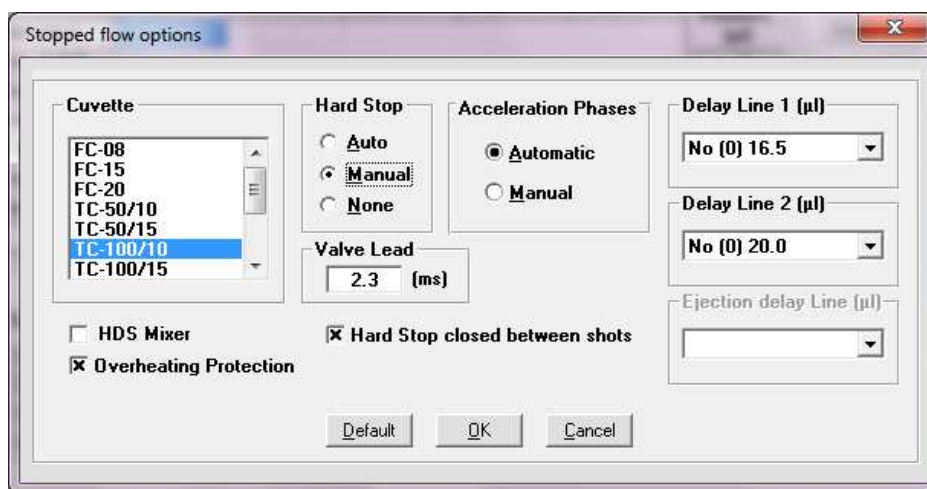 Stopped flow options
Cuvette
FC-08
FC-15
FC-20
TC-50/10
TC-50/15
TC-100/10
TC-100/15
HDS Mixer
Overheating Protection
Hard Stop
Auto
Manual
None
Valve Lead
2.3 (ms)
Hard Stop closed between shots
Acceleration Phases
Automatic
Manual
Delay Line 1 (µl)
No (0) 16.5
Delay Line 2 (µl)
No (0) 20.0
Ejection delay Line (µl)
Default OK Cancel